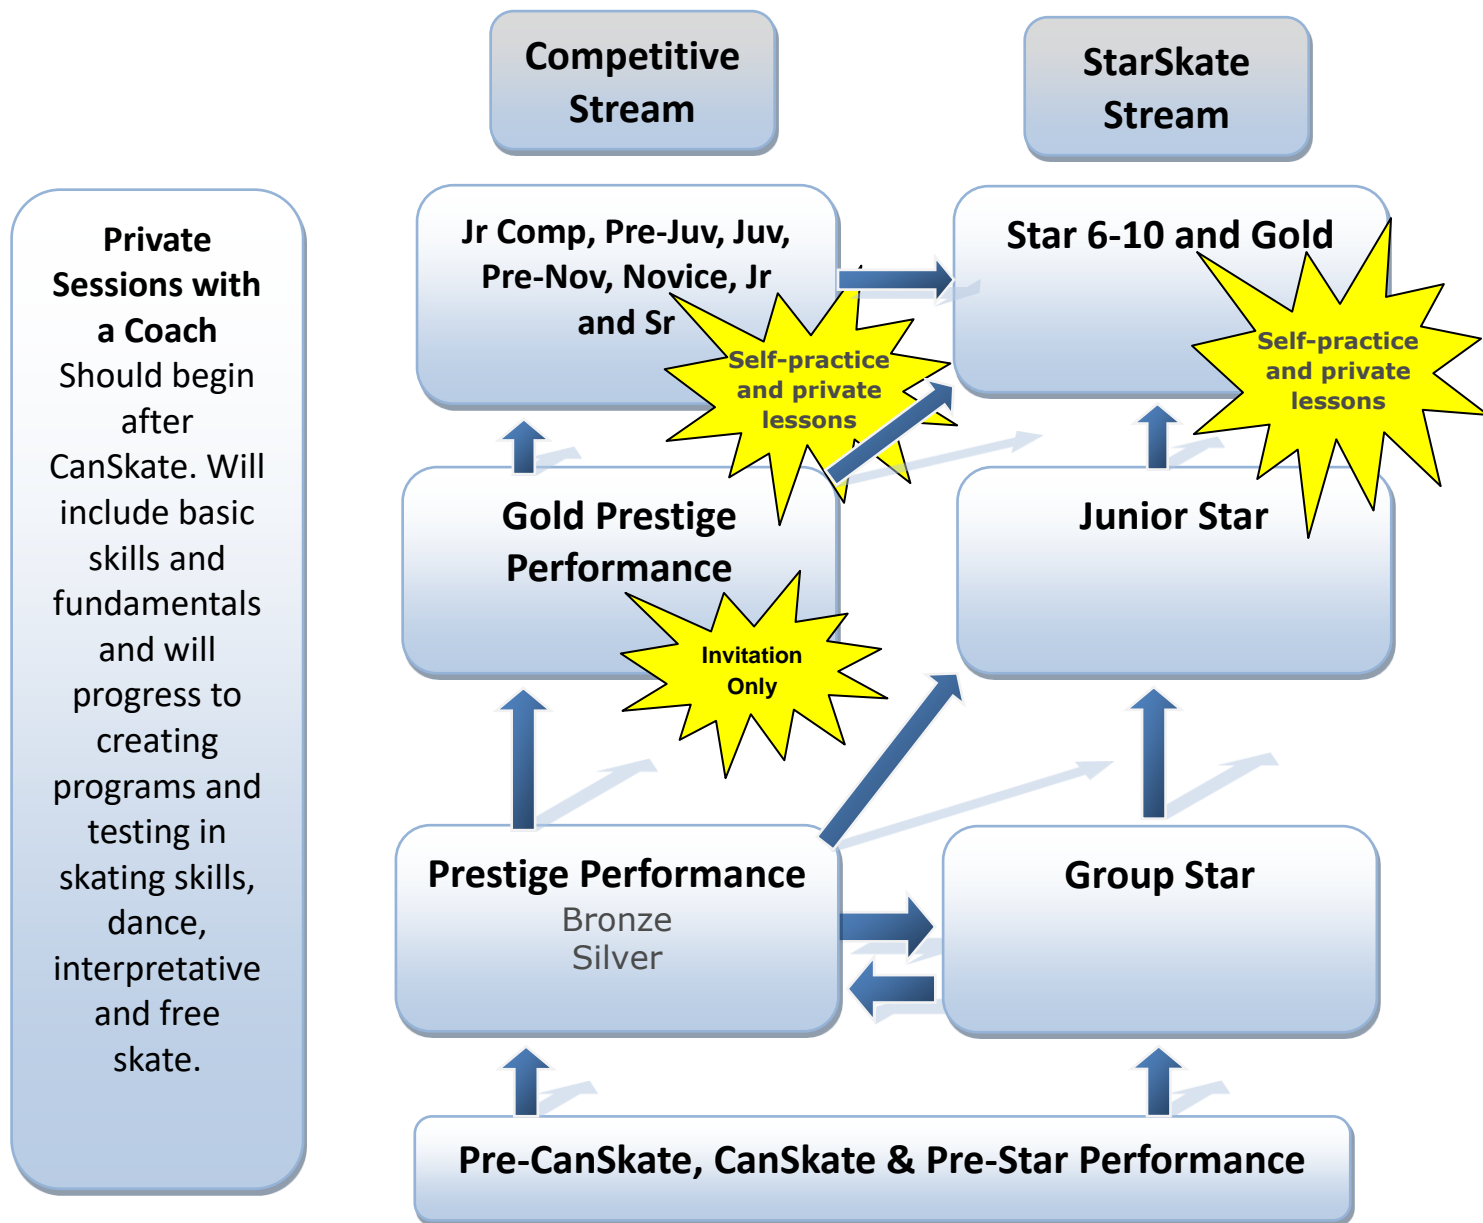 Competitive
Stream
StarSkate
Stream
Private
Sessions with
a Coach
Should begin
after
CanSkate. Will
include basic
skills and
fundamentals
and will
progress to
creating
programs and
testing in
skating skills,
dance,
interpretative
and free
skate.
Jr Comp, Pre-Juv, Juv,
Pre-Nov, Novice, Jr
and Sr
Self-practice
and private
lessons
Star 6-10 and Gold
Self-practice
and private
lessons
Gold Prestige
Performance
Invitation
Only
Junior Star
Prestige Performance
Bronze
Silver
Group Star
Pre-CanSkate, CanSkate & Pre-Star Performance